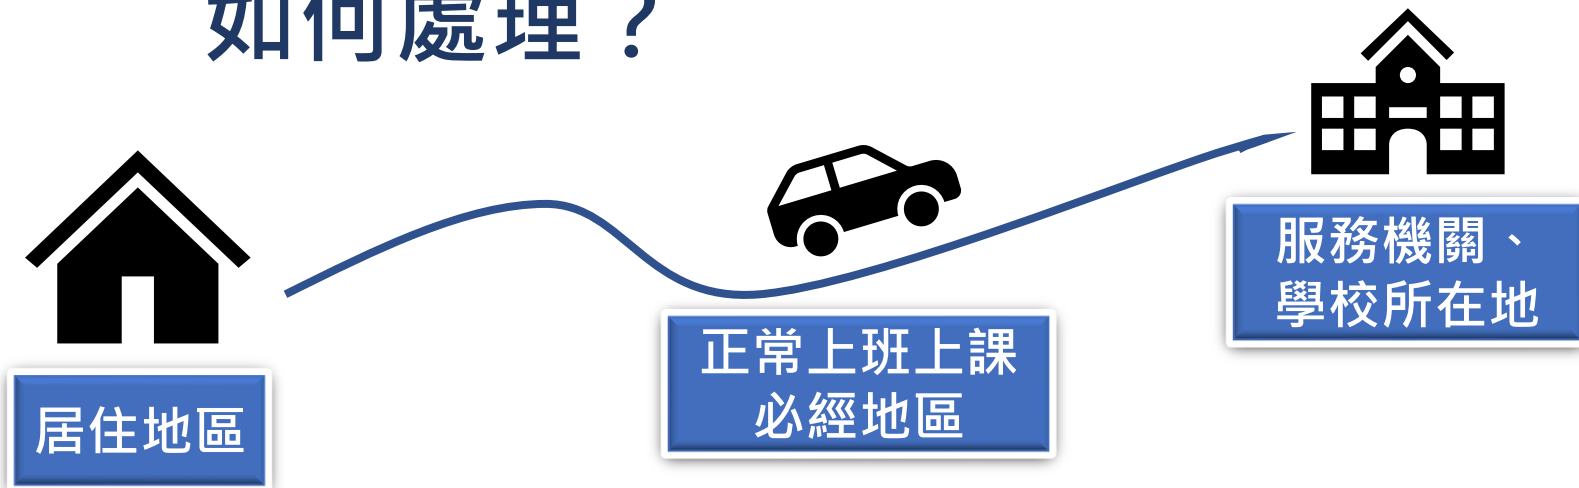 如何處理？
服務機關、
學校所在地
正常上班上課
必經地區
居住地區